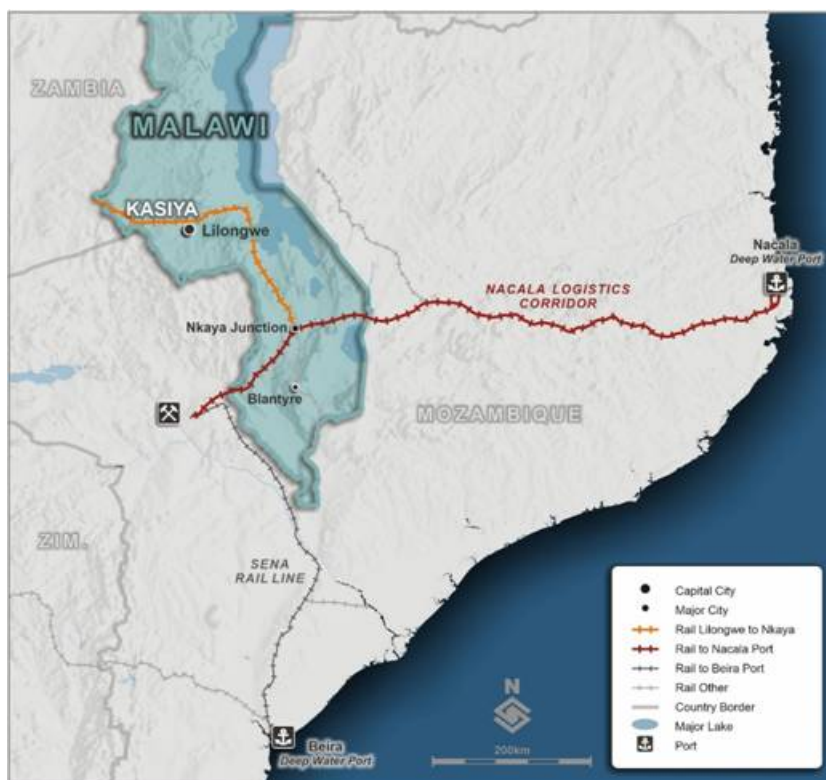 ZAMBIA
MALAWI
KASIYA
Lilongwe
Nacala
Deep Water Port
NACALA LOGISTICS
CORRIDOR
Nkaya Junction
Blantyre
MOZAMBIQUE
ZIM.
SENA
RAIL LINE
Capital City
Major City
Rail Lilongwe to Nkaya
Rail to Nacala Port
Rail to Beira Port
Rail Other
Country Border
Major Lake
Port
N
200km
Beira
Deep Water Port